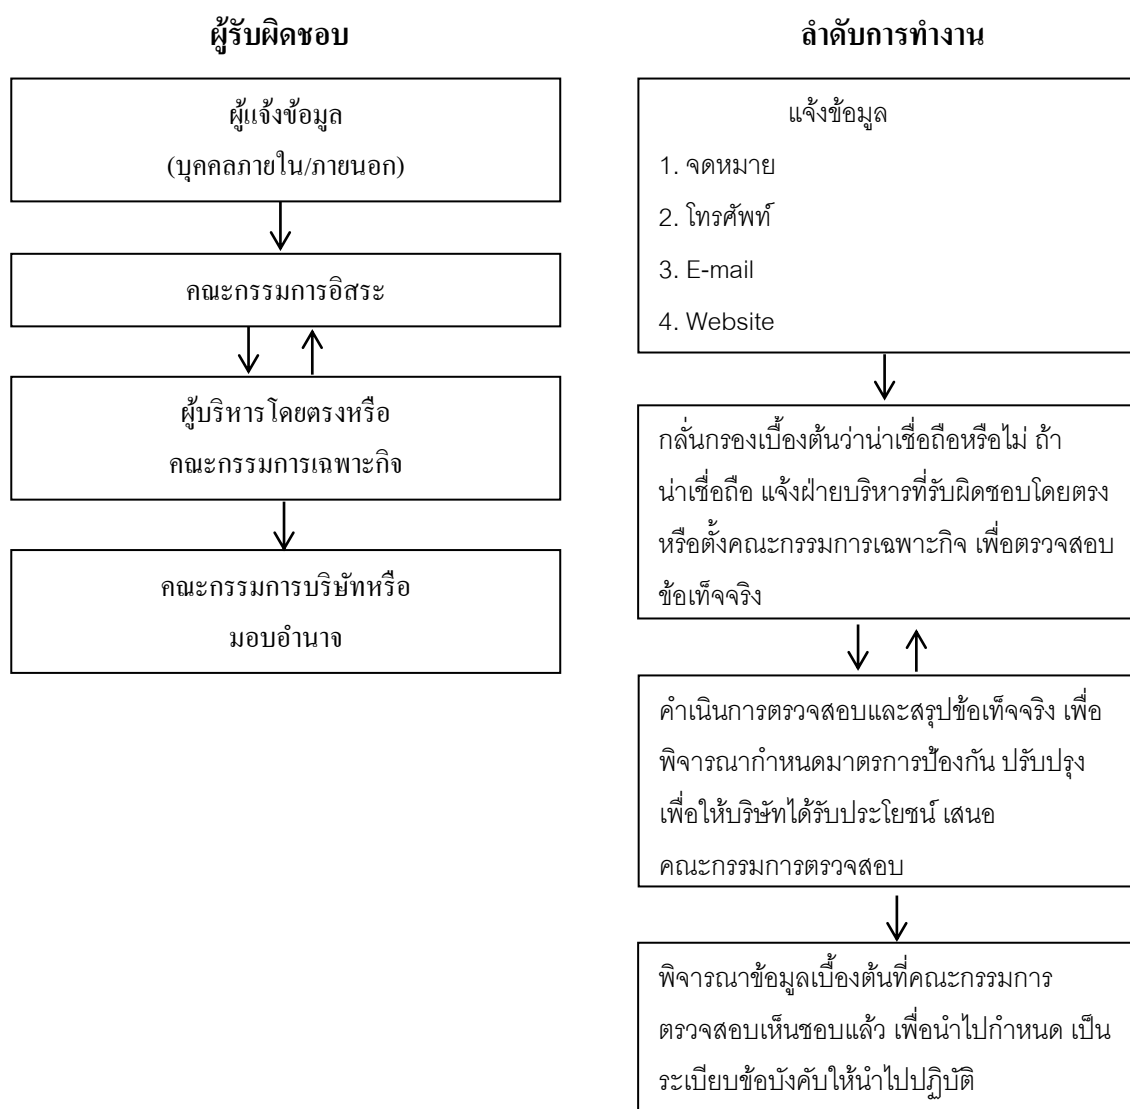 ผู้รับผิดชอบ
ผู้แจ้งข้อมูล
(บุคคลภายใน/ภายนอก)
คณะกรรมการอิสระ
ผู้บริหารโดยตรงหรือ
คณะกรรมการเฉพาะกิจ
คณะกรรมการบริษัทหรือ
มอบอำนาจ
ลำดับการทำงาน
แจ้งข้อมูล
1. จดหมาย
2. โทรศัพท์
3. E-mail
4. Website
กลั่นกรองเบื้องต้นว่าน่าเชื่อถือหรือไม่ ถ้า
น่าเชื่อถือ แจ้งฝ่ายบริหารที่รับผิดชอบโดยตรง
หรือตั้งคณะกรรมการเฉพาะกิจ เพื่อตรวจสอบ
ข้อเท็จจริง
คำเนินการตรวจสอบและสรุปข้อเท็จจริง เพื่อ
พิจารณากำหนดมาตรการป้องกัน ปรับปรุง
เพื่อให้บริษัทได้รับประโยชน์ เสนอ
คณะกรรมการตรวจสอบ
พิจารณาข้อมูลเบื้องต้นที่คณะกรรมการ
ตรวจสอบเห็นชอบแล้ว เพื่อนำไปกำหนด เป็น
ระเบียบข้อบังคับให้นำไปปฏิบัติ